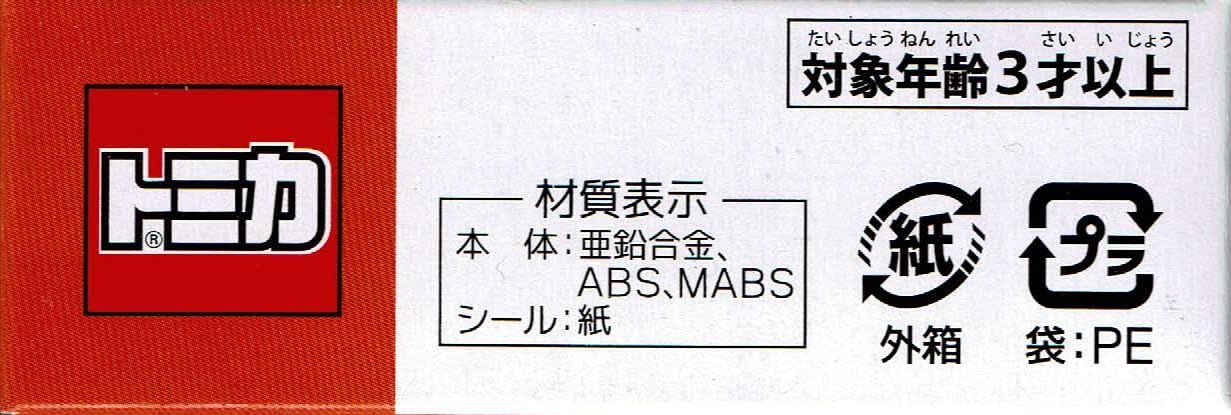 トミカ®
たいしょうねんれい さいいじょう
対象年齢3才以上
材質表示
本 体:亜鉛合金、
ABS、MABS
シール:紙
紙
外箱
プラ
袋:PE